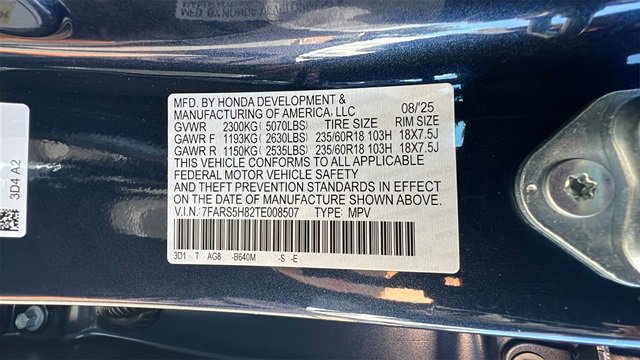 MFD. BY HONDA DEVELOPMENT &
MANUFACTURING OF AMERICA, LLC 08/25
GVWR 2300KG( 5070LBS) TIRE SIZE RIM SIZE
GAWR F 1193KG( 2630LBS) 235/60R18 103H 18X7.5J
GAWR R 1150KG( 2535LBS) 235/60R18 103H 18X7.5J
THIS VEHICLE CONFORMS TO ALL APPLICABLE
FEDERAL MOTOR VEHICLE SAFETY
AND THEFT PREVENTION STANDARDS IN EFFECT
ON THE DATE OF MANUFACTURE SHOWN ABOVE.
V.I.N.: 7FARS5H82TE008507 TYPE: MPV
3D1 T AG8 -B640M -S -E
3D4 A2